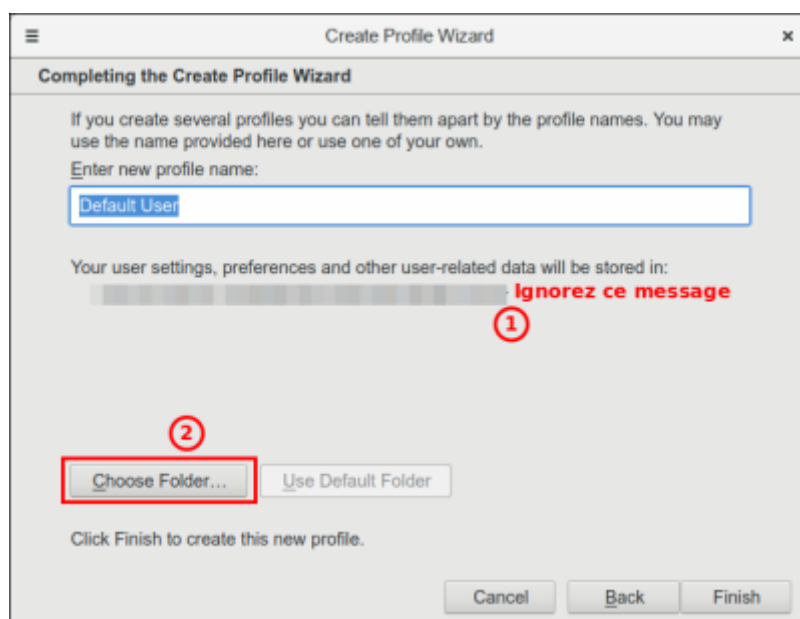 Create Profile Wizard
Completing the Create Profile Wizard
If you create several profiles you can tell them apart by the profile names. You may
use the name provided here or use one of your own.
Enter new profile name:
Default User
Your user settings, preferences and other user-related data will be stored in:
Ignorez ce message
1
2
Choose Folder...
Use Default Folder
Click Finish to create this new profile.
Cancel
Back
Finish